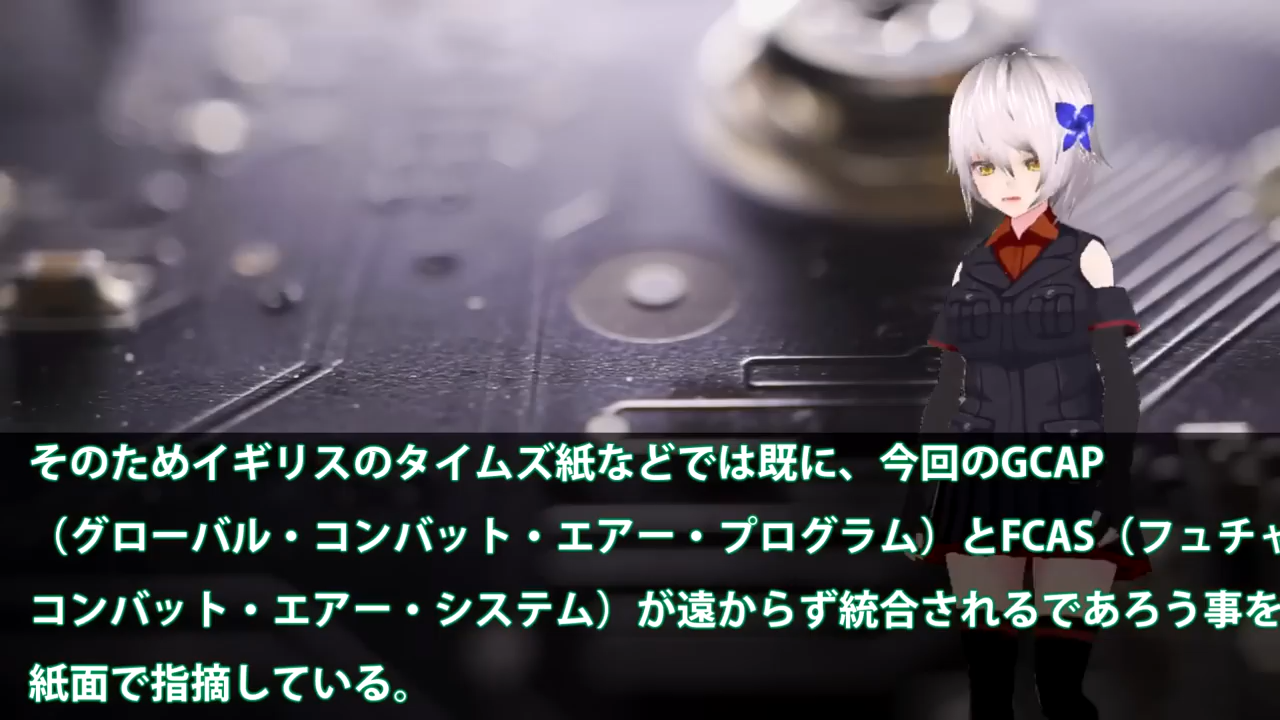 そのためイギリスのタイムズ紙などでは既に、今回のGCAP
（グローバル・コンバット・エアー・プログラム）とFCAS（フュチャ
コンバット・エアー・システム）が遠からず統合されるであろう事を
紙面で指摘している。